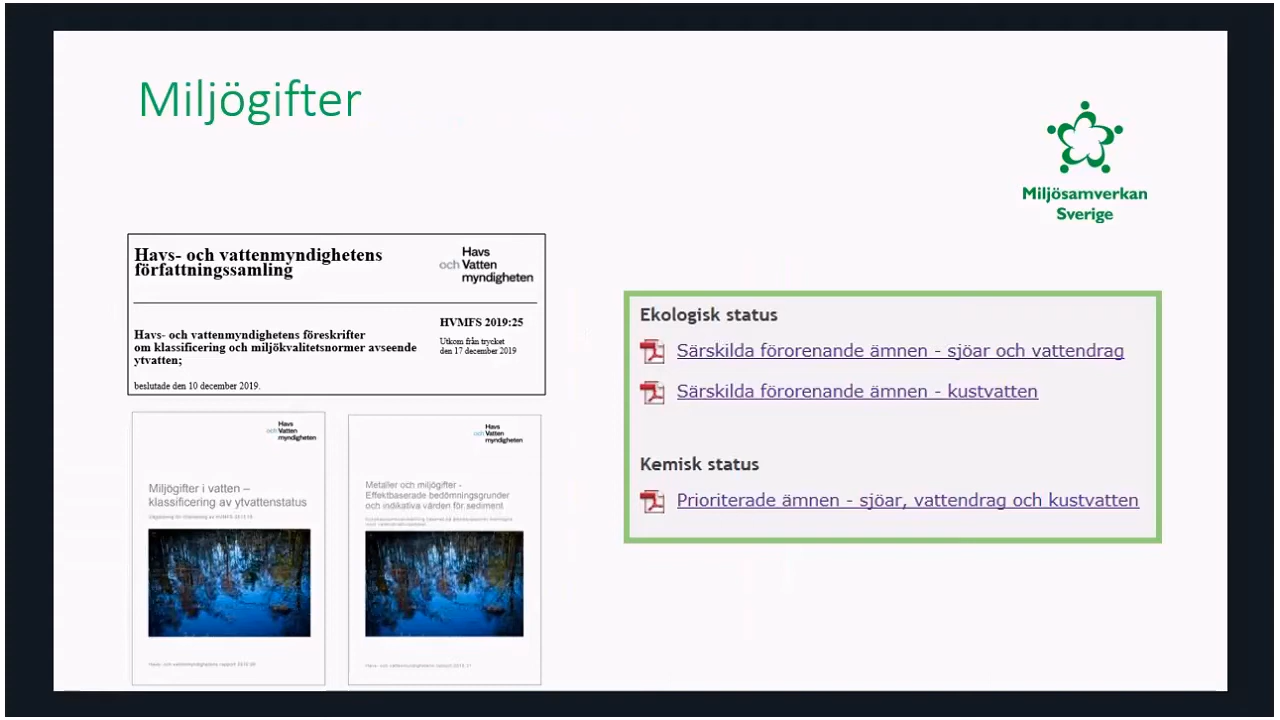 Miljögifter
Miljösamverkan
Sverige
Havs- och vattenmyndighetens
författningssamling
Havs
och Vatten
myndigheten
Havs- och vattenmyndighetens föreskrifter
om klassificering och miljökvalitetsnormer avseende
ytvatten;
beslutade den 10 december 2019.
HVMFS 2019:25
Utkom från trycket
den 17 december 2019
Havs
och Vatten
myndigheten
Miljögifter i vatten –
klassificering av ytvattenstatus
Havs
och Vatten
myndigheten
Metaller och miljögifter -
Effektbaserade bedömningsgrunder
och indikativa värden för sediment
Ekologisk status
Särskilda förorenande ämnen - sjöar och vattendrag
Särskilda förorenande ämnen - kustvatten
Kemisk status
Prioriterade ämnen - sjöar, vattendrag och kustvatten